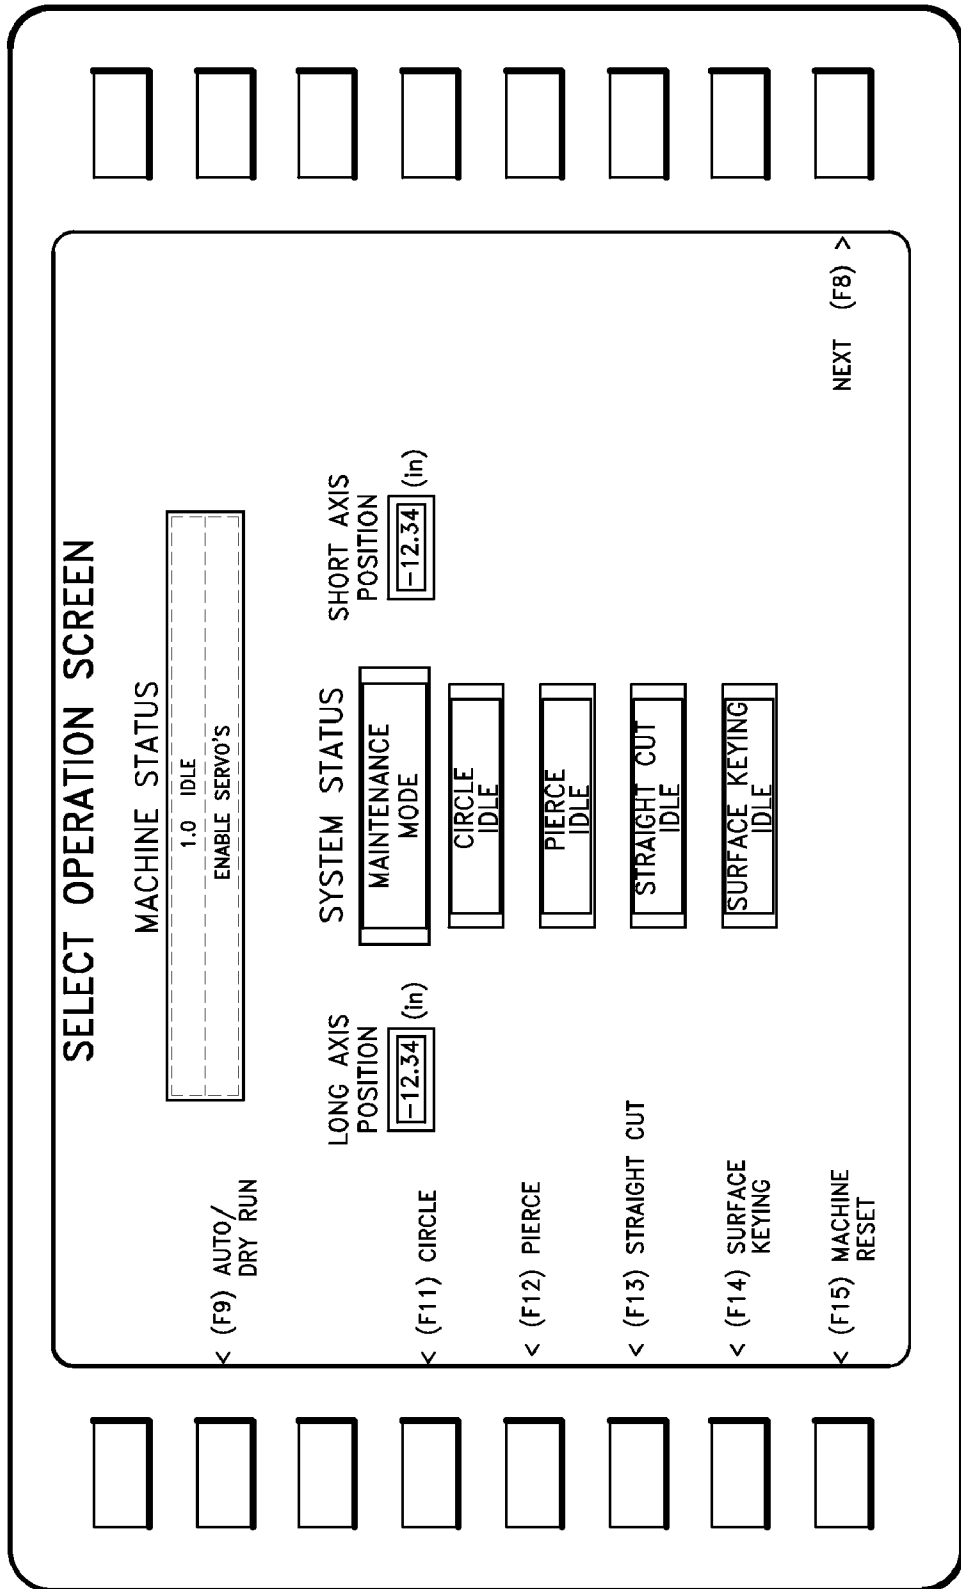 SELECT OPERATION SCREEN
MACHINE STATUS
1.0 IDLE
ENABLE SERVO'S
< (F9) AUTO/
DRY RUN
LONG AXIS
POSITION
-12.34 (in)
SYSTEM STATUS
MAINTENANCE
MODE
SHORT AXIS
POSITION
-12.34 (in)
< (F11) CIRCLE
CIRCLE
IDLE
< (F12) PIERCE
PIERCE
IDLE
< (F13) STRAIGHT CUT
STRAIGHT CUT
IDLE
< (F14) SURFACE
KEYING
SURFACE KEYING
IDLE
< (F15) MACHINE
RESET
NEXT (F8) >